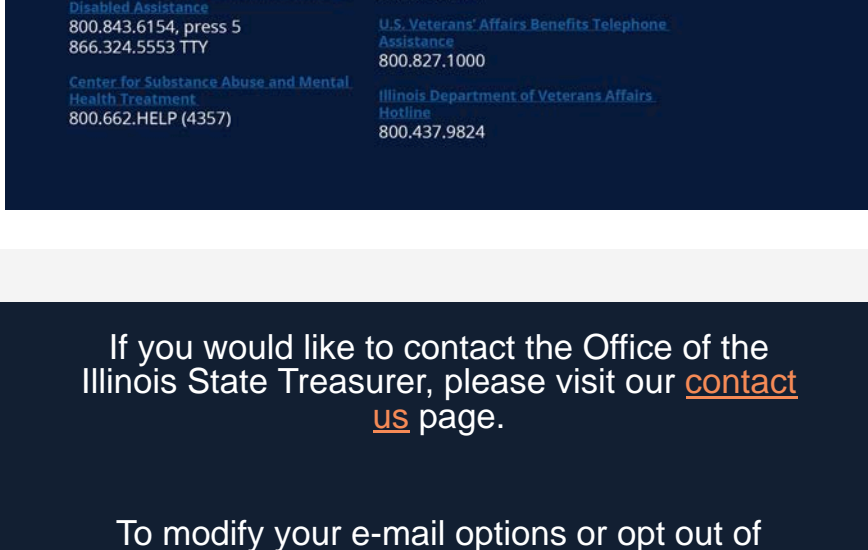 Disabled Assistance
800.843.6154, press 5
866.324.5553 TTY
Center for Substance Abuse and Mental
Health Treatment
800.662.HELP (4357)
U.S. Veterans' Affairs Benefits Telephone
Assistance
800.827.1000
Illinois Department of Veterans Affairs
Hotline
800.437.9824
If you would like to contact the Office of the
Illinois State Treasurer, please visit our contact
us page.
To modify your e-mail options or opt out of